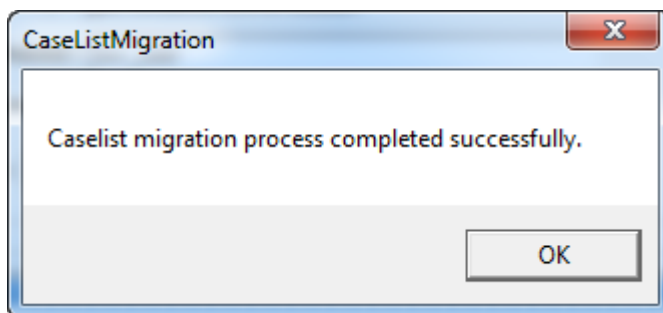 CaseListMigration
Caselist migration process completed successfully.
OK